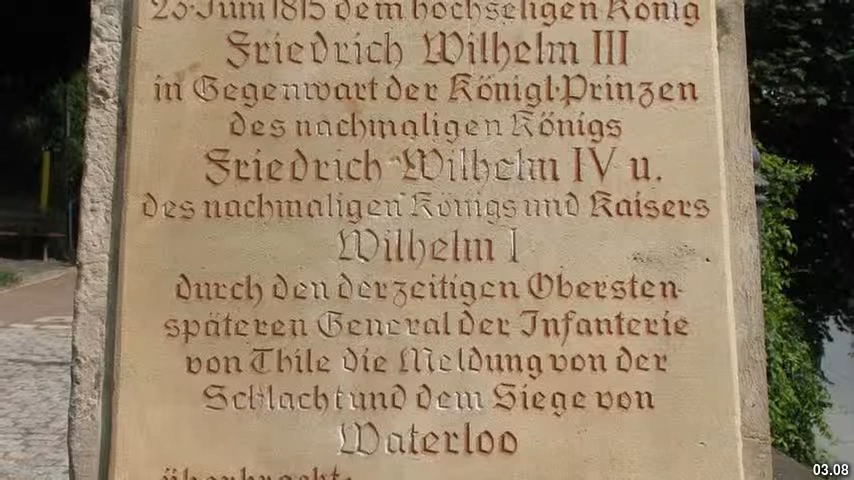 23·Juni 1815 dem hochseligen König
Friedrich Wilhelm III
in Gegenwart der Königl·Prinzen
des nachmaligen Königs
Friedrich Wilhelm IV u.
des nachmaligen Königs und Kaisers
Wilhelm I
durch den derzeitigen Obersten
späteren General der Infanterie
von Thile die Meldung von der
Schlacht und dem Siege von
Waterloo
überbracht.
03.08